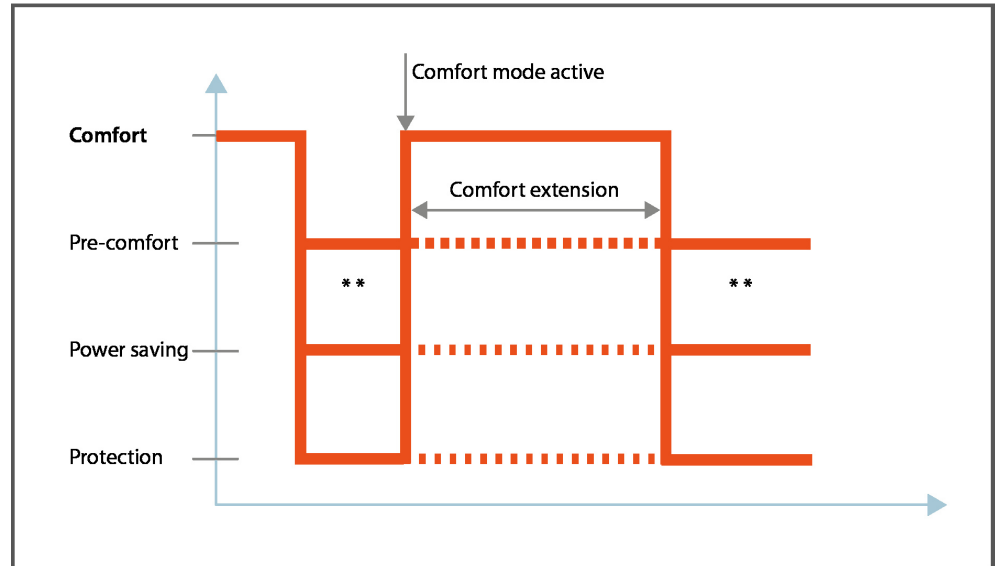 Comfort mode active
Comfort
Comfort extension
Pre-comfort
**
**
Power saving
Protection